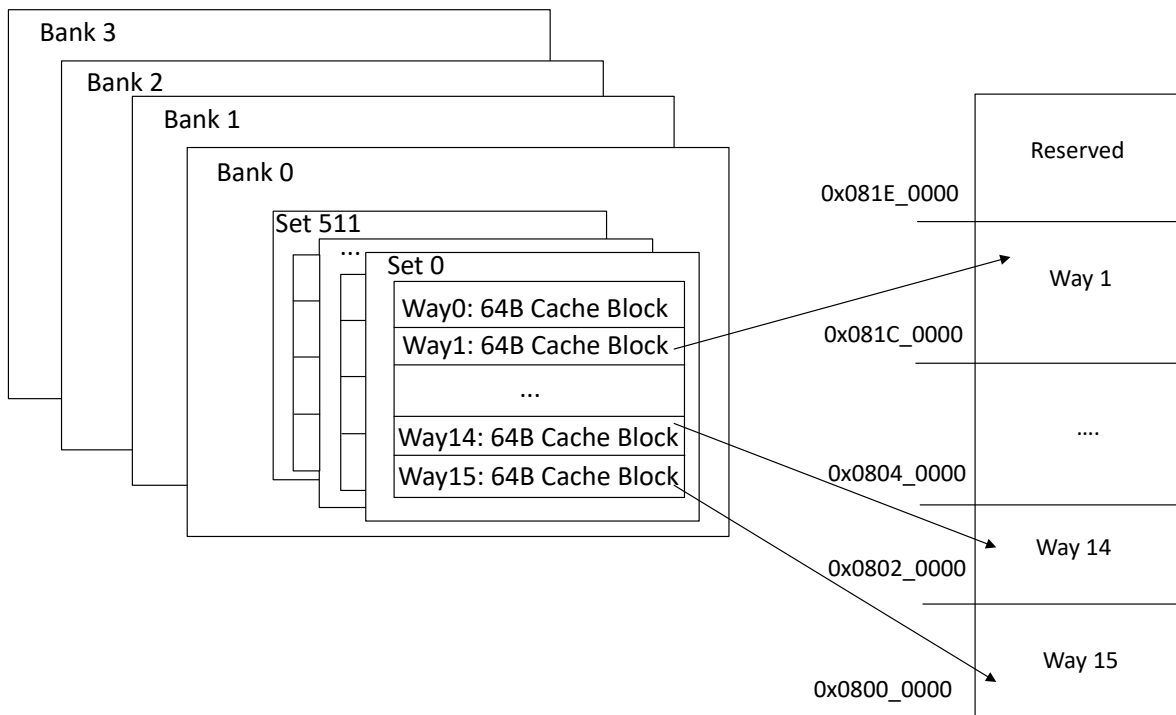 Bank 3
Bank 2
Bank 1
Bank 0
Set 511
...
Set 0
Way0: 64B Cache Block
Way1: 64B Cache Block
...
Way14: 64B Cache Block
Way15: 64B Cache Block
Reserved
0x081E_0000
Way 1
0x081C_0000
....
0x0804_0000
Way 14
0x0802_0000
Way 15
0x0800_0000